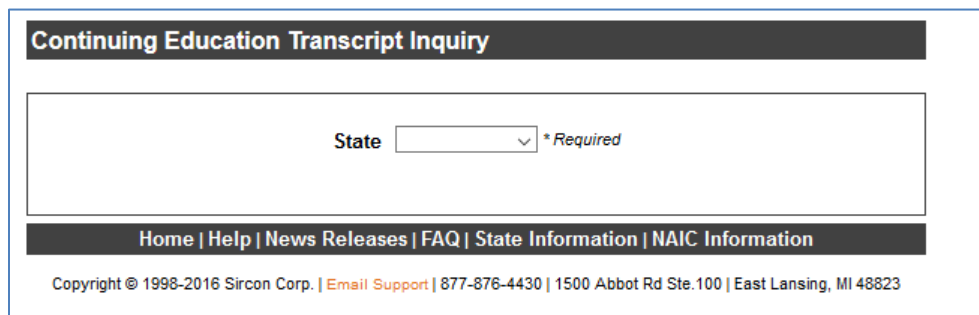 Continuing Education Transcript Inquiry
State * Required
Home | Help | News Releases | FAQ | State Information | NAIC Information
Copyright © 1998-2016 Sircon Corp. | Email Support | 877-876-4430 | 1500 Abbot Rd Ste.100 | East Lansing, MI 48823